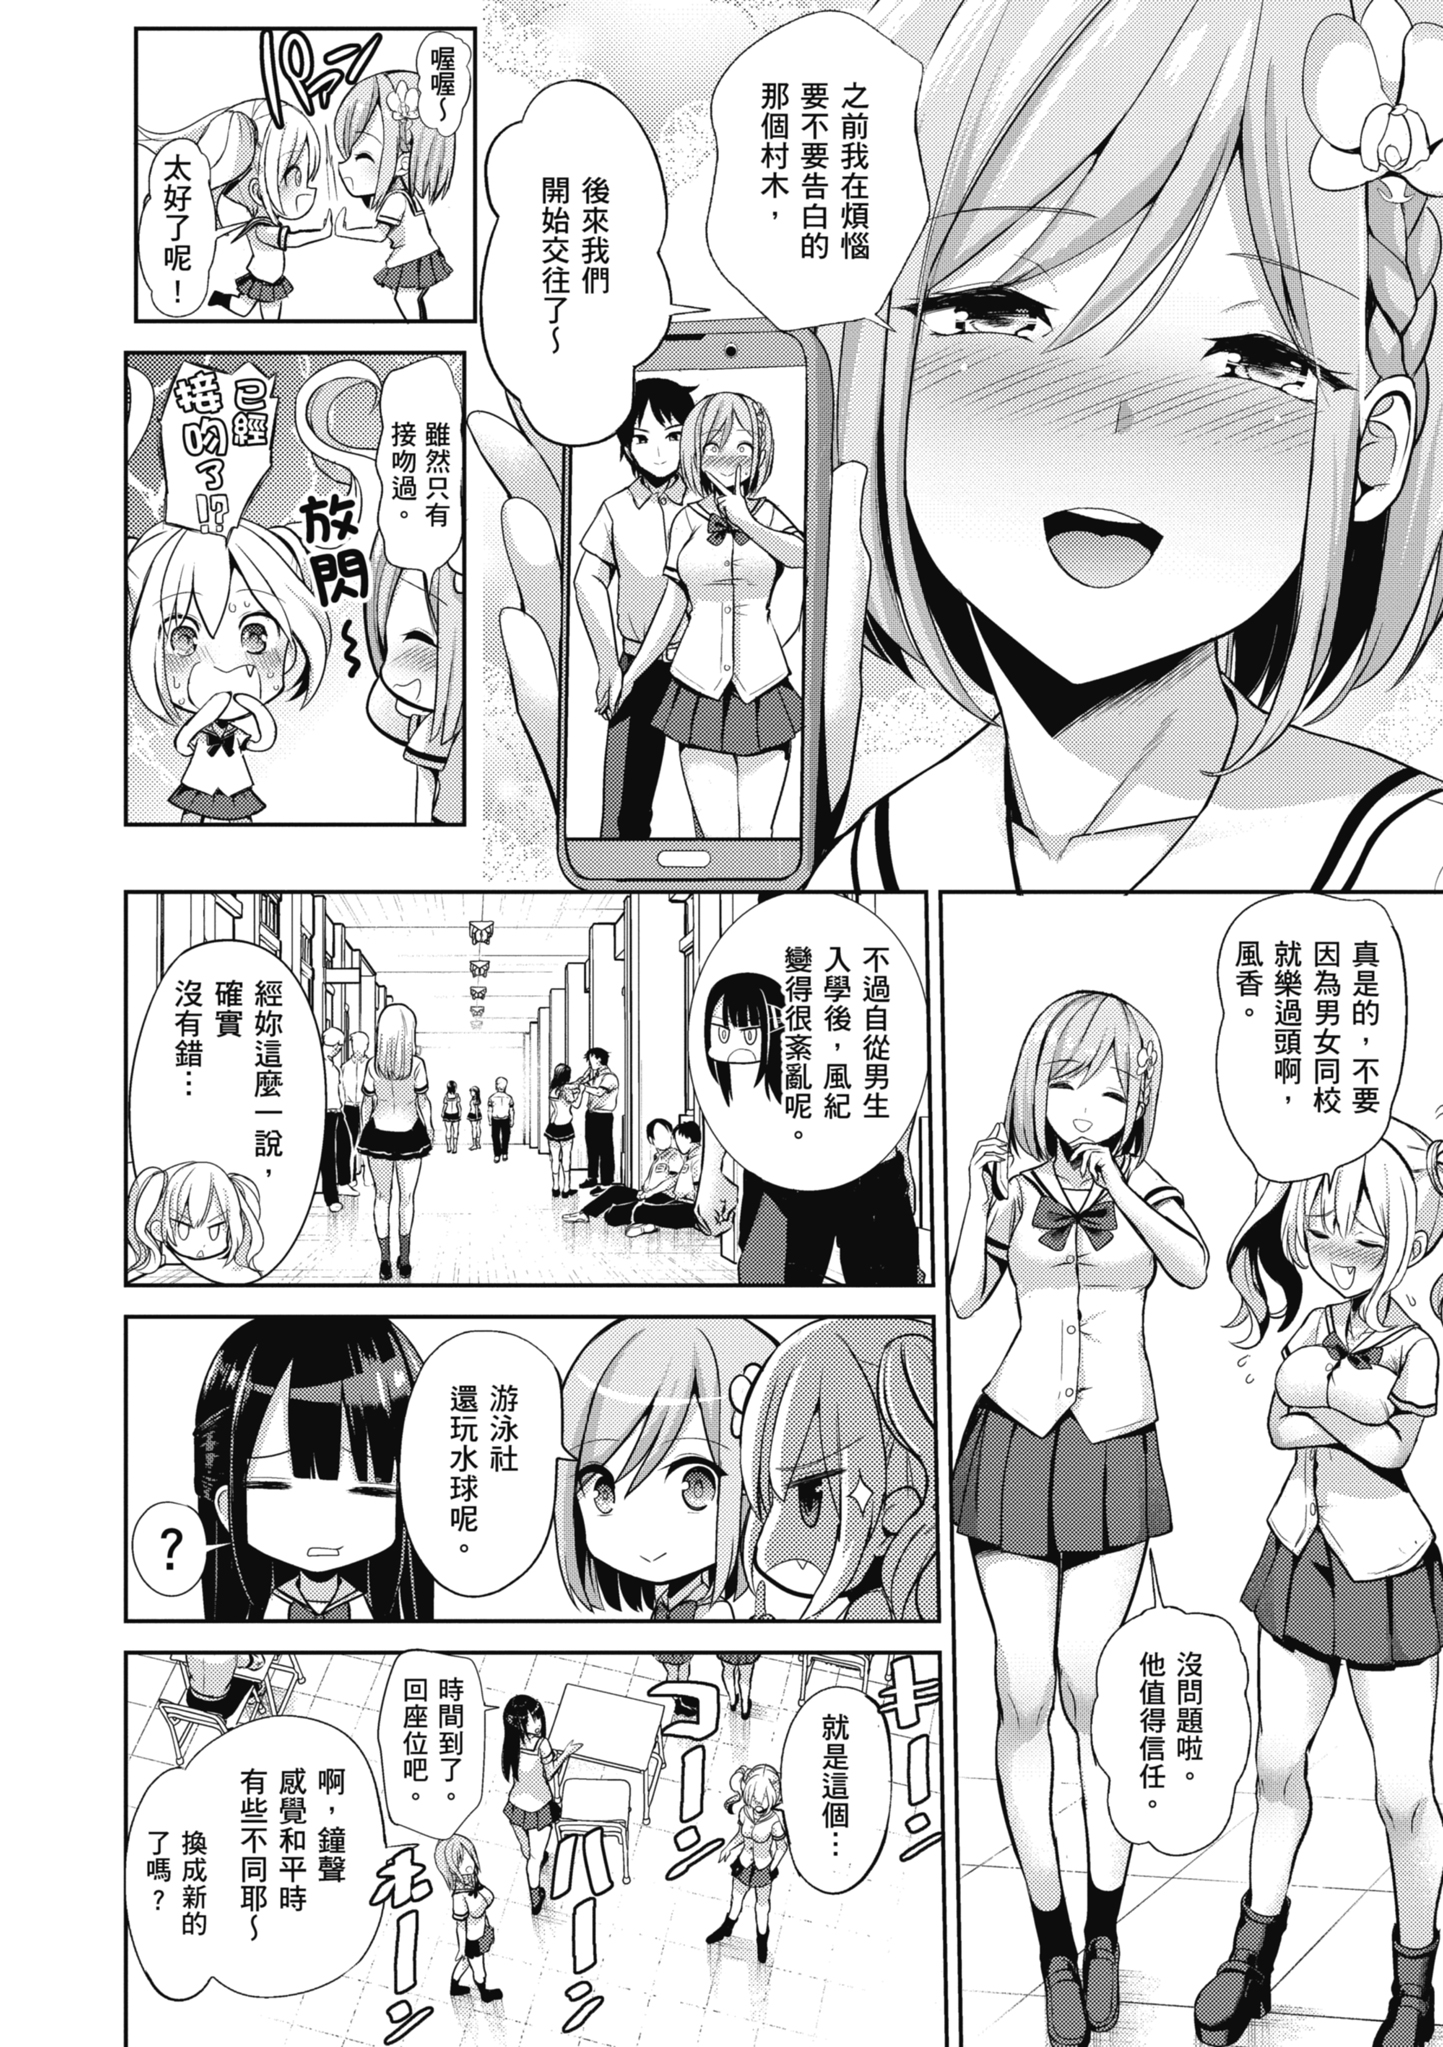 之前我在煩惱
要不要告白的
那個村木，
後來我們
開始交往了～
喔喔～
パァン
太好了呢！
雖然只有
接吻過。
放閃
已經
接吻了!?
真是的，不要
因為男女同校
就樂過頭啊，
風香。
沒問題啦。
他值得信任。
不過自從男生
入學後，風紀
變得很紊亂呢。
經妳這麼一說，
確實
沒有錯…
游泳社
還玩水球呢。
？
キーン
コーン
就是這個…
カーン
時間到了。
回座位吧。
ホーン
啊，鐘聲
感覺和平時
有些不同耶～
換成新的
了嗎？